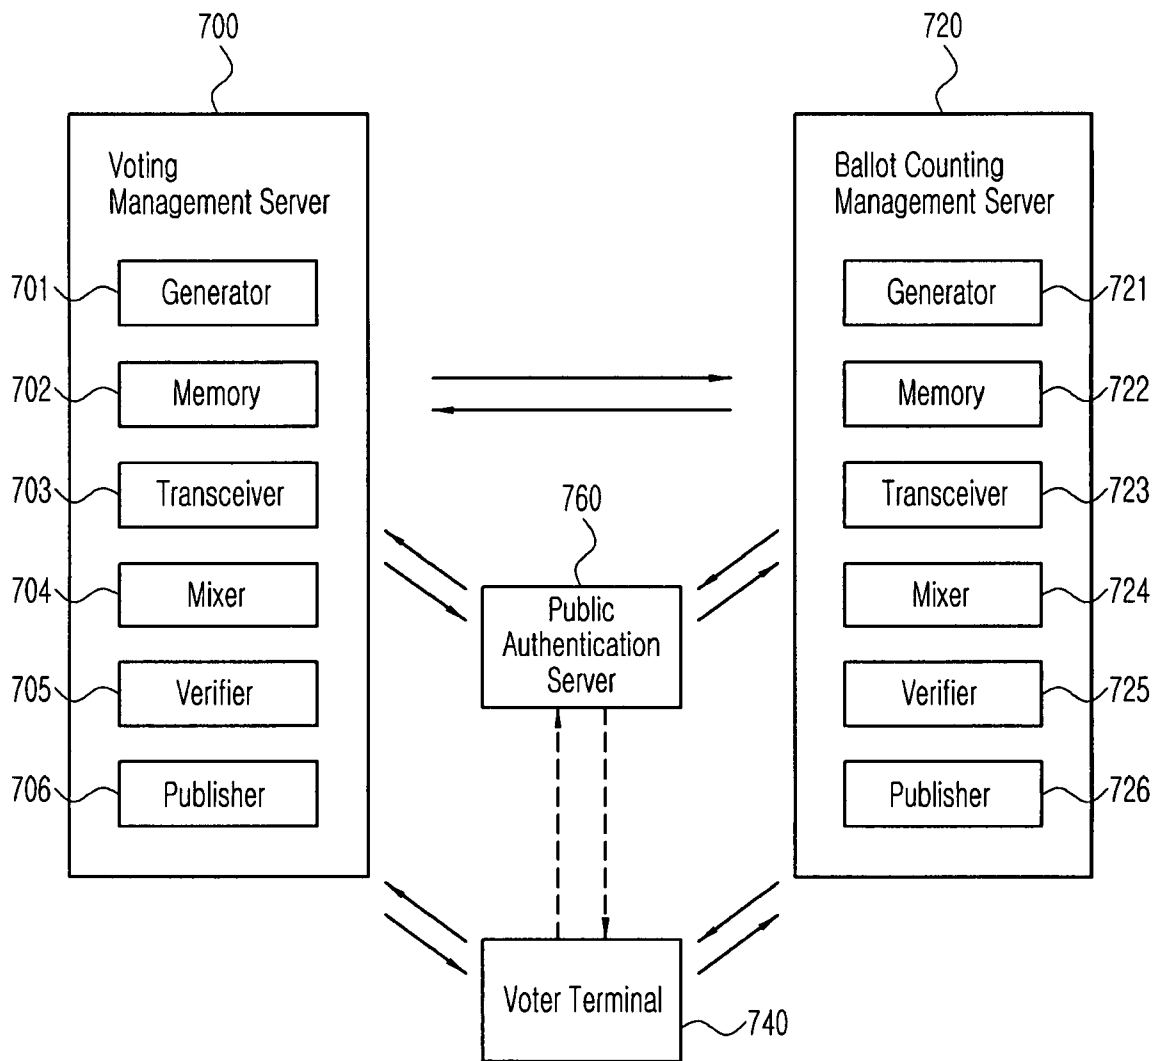 700
720
Voting
Management Server
Ballot Counting
Management Server
701
Generator
Generator
721
702
Memory
Memory
722
703
Transceiver
Transceiver
723
760
704
Mixer
Public
Authentication
Server
Mixer
724
705
Verifier
Verifier
725
706
Publisher
Publisher
726
Voter Terminal
740